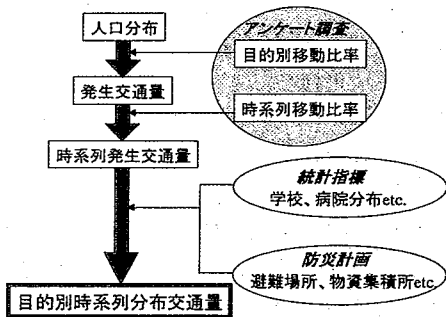 人口分布
アンケート調査
目的別移動比率
発生交通量
時系列移動比率
時系列発生交通量
統計指標
学校、病院分布etc.
防災計画
避難場所、物資集積所etc.
目的別時系列分布交通量